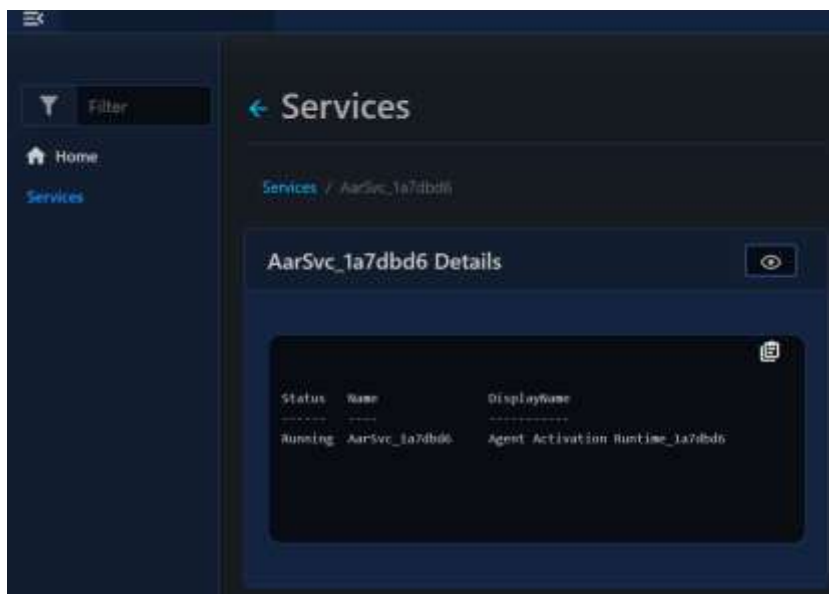 Filter
Home
Services
Services
Services / AarSvc_1a7dbd6
AarSvc_1a7dbd6 Details
Status Name DisplayName
------ ---- -----------
Running AarSvc_1a7dbd6 Agent Activation Runtime_1a7dbd6